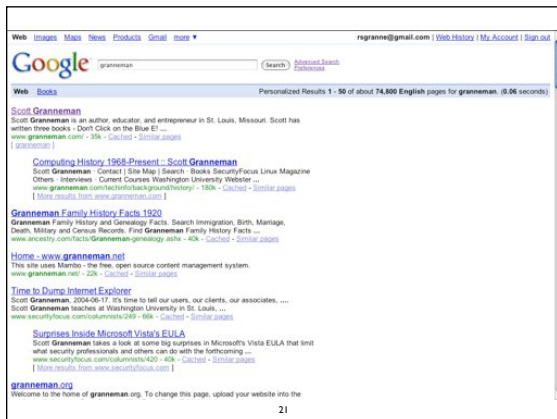 Web Images Maps News Products Gmail more ▼ rsgranne@gmail.com | Web History | My Account | Sign out
Google granneman Search Advanced Search
Preferences
Web Books Personalized Results 1 - 50 of about 74,800 English pages for granneman. (0.06 seconds)
Scott Granneman
Scott Granneman is an author, educator, and entrepreneur in St. Louis, Missouri. Scott has
written three books - Don't Click on the Blue E! ...
www.granneman.com/ - 35k - Cached - Similar pages
[ granneman ]
Computing History 1968-Present :: Scott Granneman
Scott Granneman · Contact | Site Map | Search · Books SecurityFocus Linux Magazine
Others · Interviews · Current Courses Washington University Webster ...
www.granneman.com/techinfo/background/history/ - 180k - Cached - Similar pages
[ More results from www.granneman.com ]
Granneman Family History Facts 1920
Granneman Family History and Genealogy Facts. Search Immigration, Birth, Marriage,
Death, Military and Census Records. Find Granneman Family History Facts ...
www.ancestry.com/facts/Granneman-genealogy.ashx - 40k - Cached - Similar pages
Home - www.granneman.net
This site uses Mambo - the free, open source content management system.
www.granneman.net/ - 22k - Cached - Similar pages
Time to Dump Internet Explorer
Scott Granneman, 2004-06-17. It's time to tell our users, our clients, our associates, ....
Scott Granneman teaches at Washington University in St. Louis, ...
www.securityfocus.com/columnists/249 - 66k - Cached - Similar pages
Surprises Inside Microsoft Vista's EULA
Scott Granneman takes a look at some big surprises in Microsoft's Vista EULA that limit
what security professionals and others can do with the forthcoming ...
www.securityfocus.com/columnists/420 - 40k - Cached - Similar pages
[ More results from www.securityfocus.com ]
granneman.org
Welcome to the home of granneman.org. To change this page, upload your website into the
21